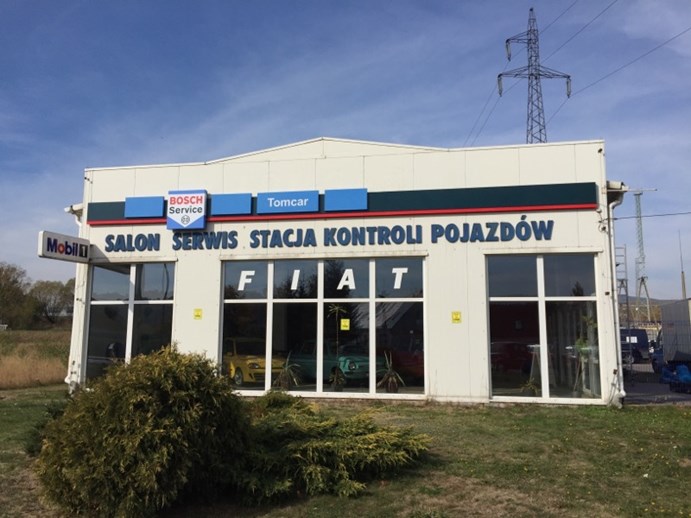 BOSCH
Service
Tomcar
Mobil 1
SALON SERWIS STACJA KONTROLI POJAZDÓW
FIAT